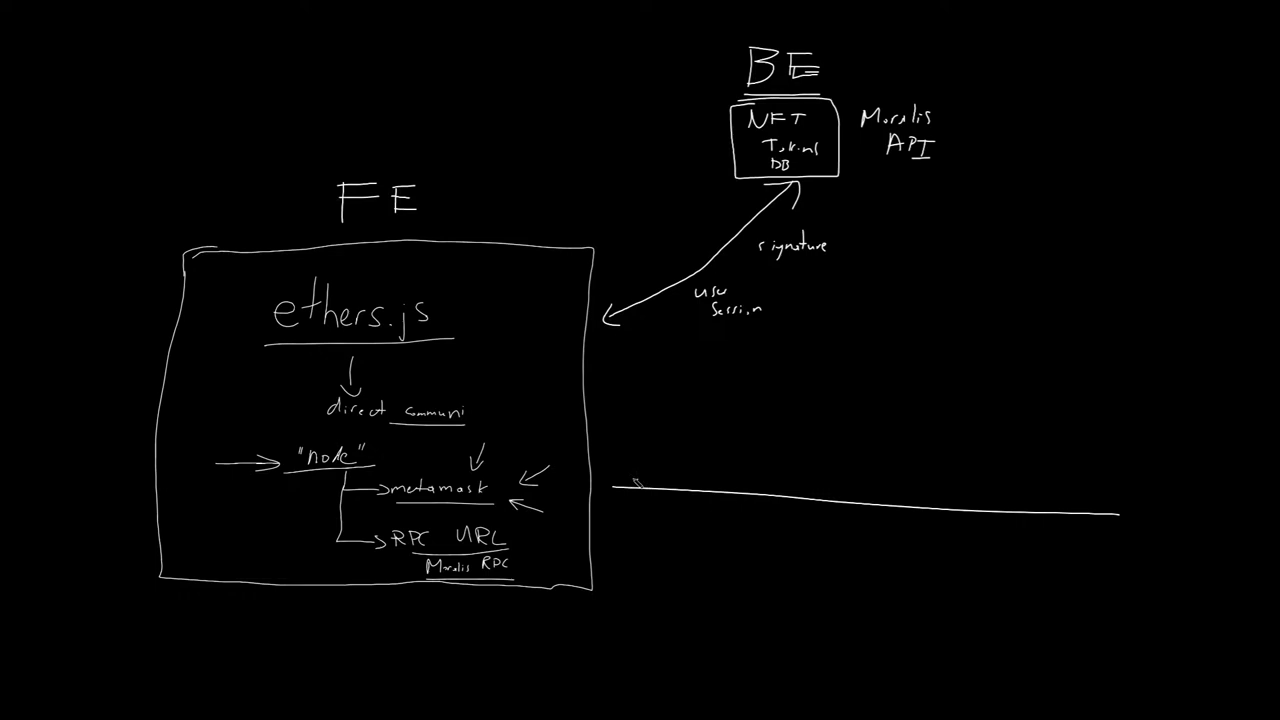 BE
NFT
Tokens
DB
Moralis
API
FE
signature
user
session
ethers.js
direct communi
"node"
metamask
RPC URL
Moralis RPC